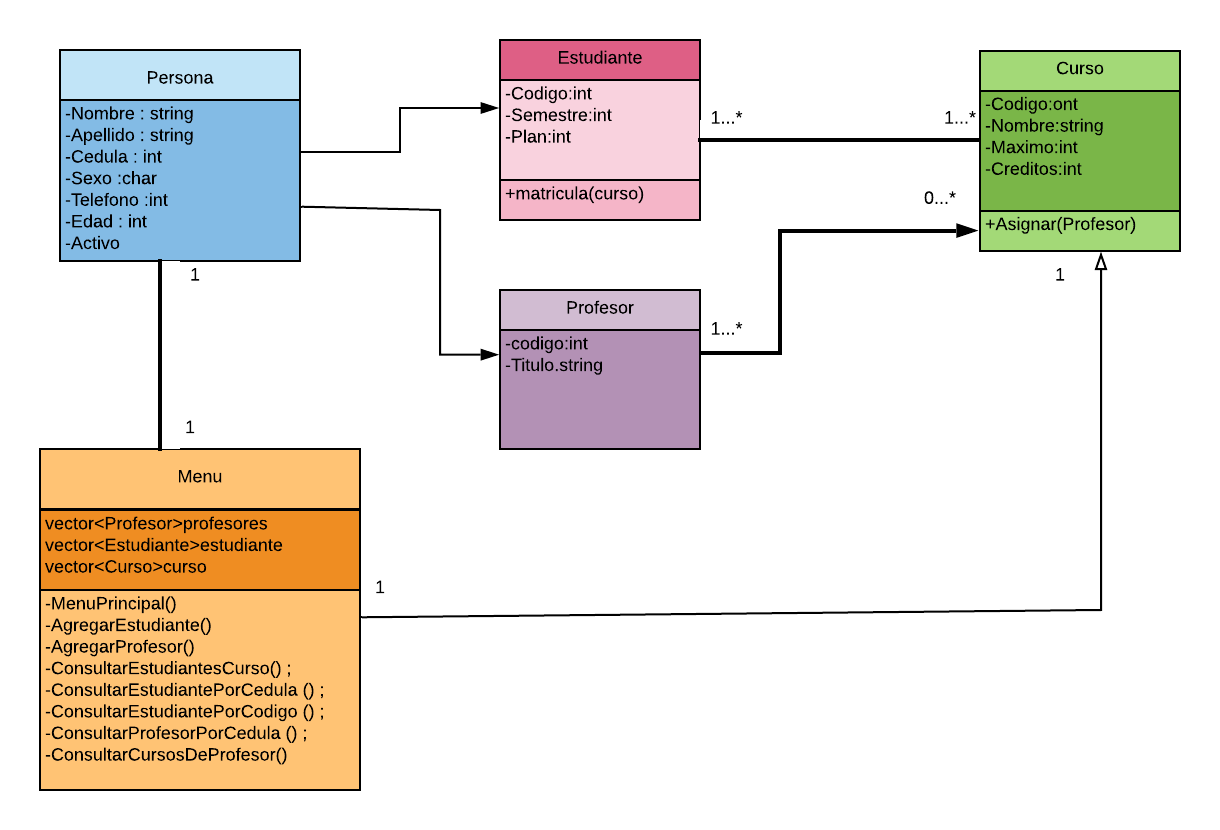 Persona
-Nombre : string
-Apellido : string
-Cedula : int
-Sexo :char
-Telefono :int
-Edad : int
-Activo
1
Estudiante
-Codigo:int
-Semestre:int
-Plan:int
+matricula(curso)
1...*
1...*
Curso
-Codigo:ont
-Nombre:string
-Maximo:int
-Creditos:int
+Asignar(Profesor)
0...*
1
Profesor
-codigo:int
-Titulo.string
1...*
1
Menu
vector<Profesor>profesores
vector<Estudiante>estudiante
vector<Curso>curso
-MenuPrincipal()
-AgregarEstudiante()
-AgregarProfesor()
-ConsultarEstudiantesCurso() ;
-ConsultarEstudiantePorCedula () ;
-ConsultarEstudiantePorCodigo () ;
-ConsultarProfesorPorCedula () ;
-ConsultarCursosDeProfesor()
1